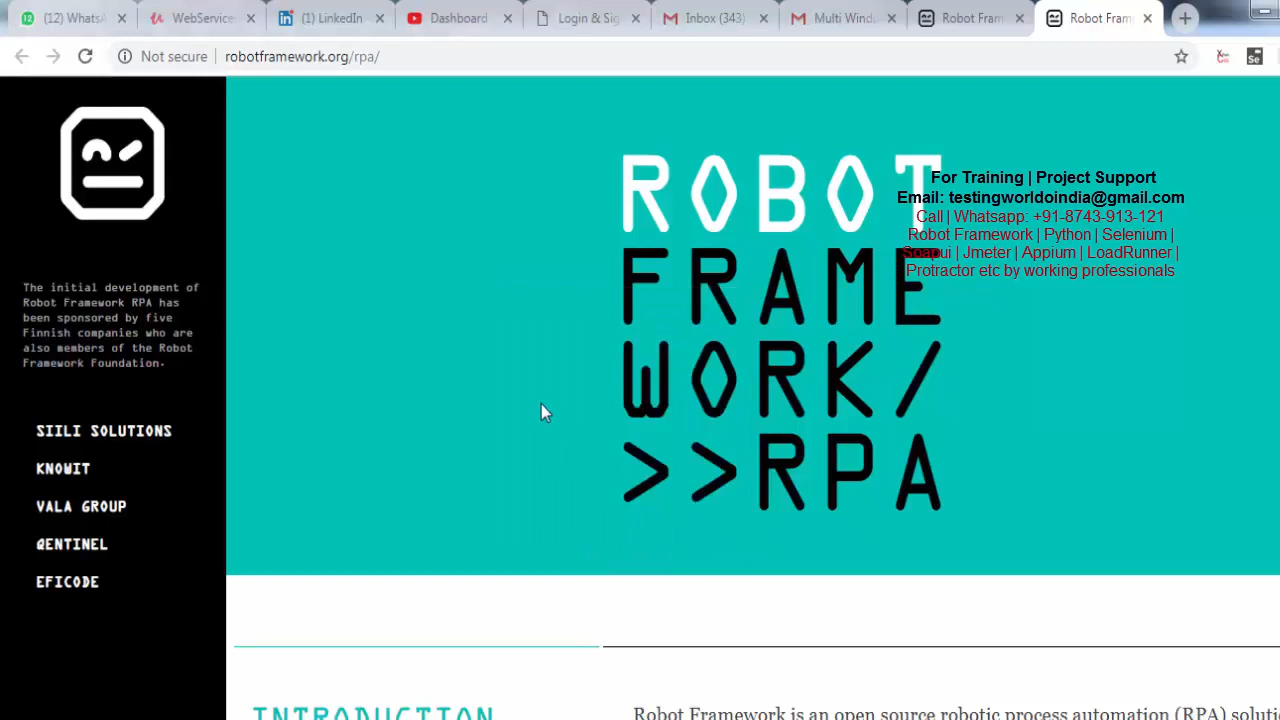 (12) WhatsA
WebService
(1) LinkedIn
Dashboard
Login & Sig
Inbox (343)
Multi Windo
Robot Fram
Robot Fram
Not secure
robotframework.org/rpa/
Se
The initial development of
Robot Framework RPA has
been sponsored by five
Finnish companies who are
also members of the Robot
Framework Foundation.
SIILI SOLUTIONS
KNOWIT
VALA GROUP
QENTINEL
EFICODE
ROBOT
FRAME
WORK/
>>RPA
For Training | Project Support
Email: testingworldoindia@gmail.com
Call | Whatsapp: +91-8743-913-121
Robot Framework | Python | Selenium |
Soapui | Jmeter | Appium | LoadRunner |
Protractor etc by working professionals
INTRODUCTION
Robot Framework is an open source robotic process automation (RPA) soluti